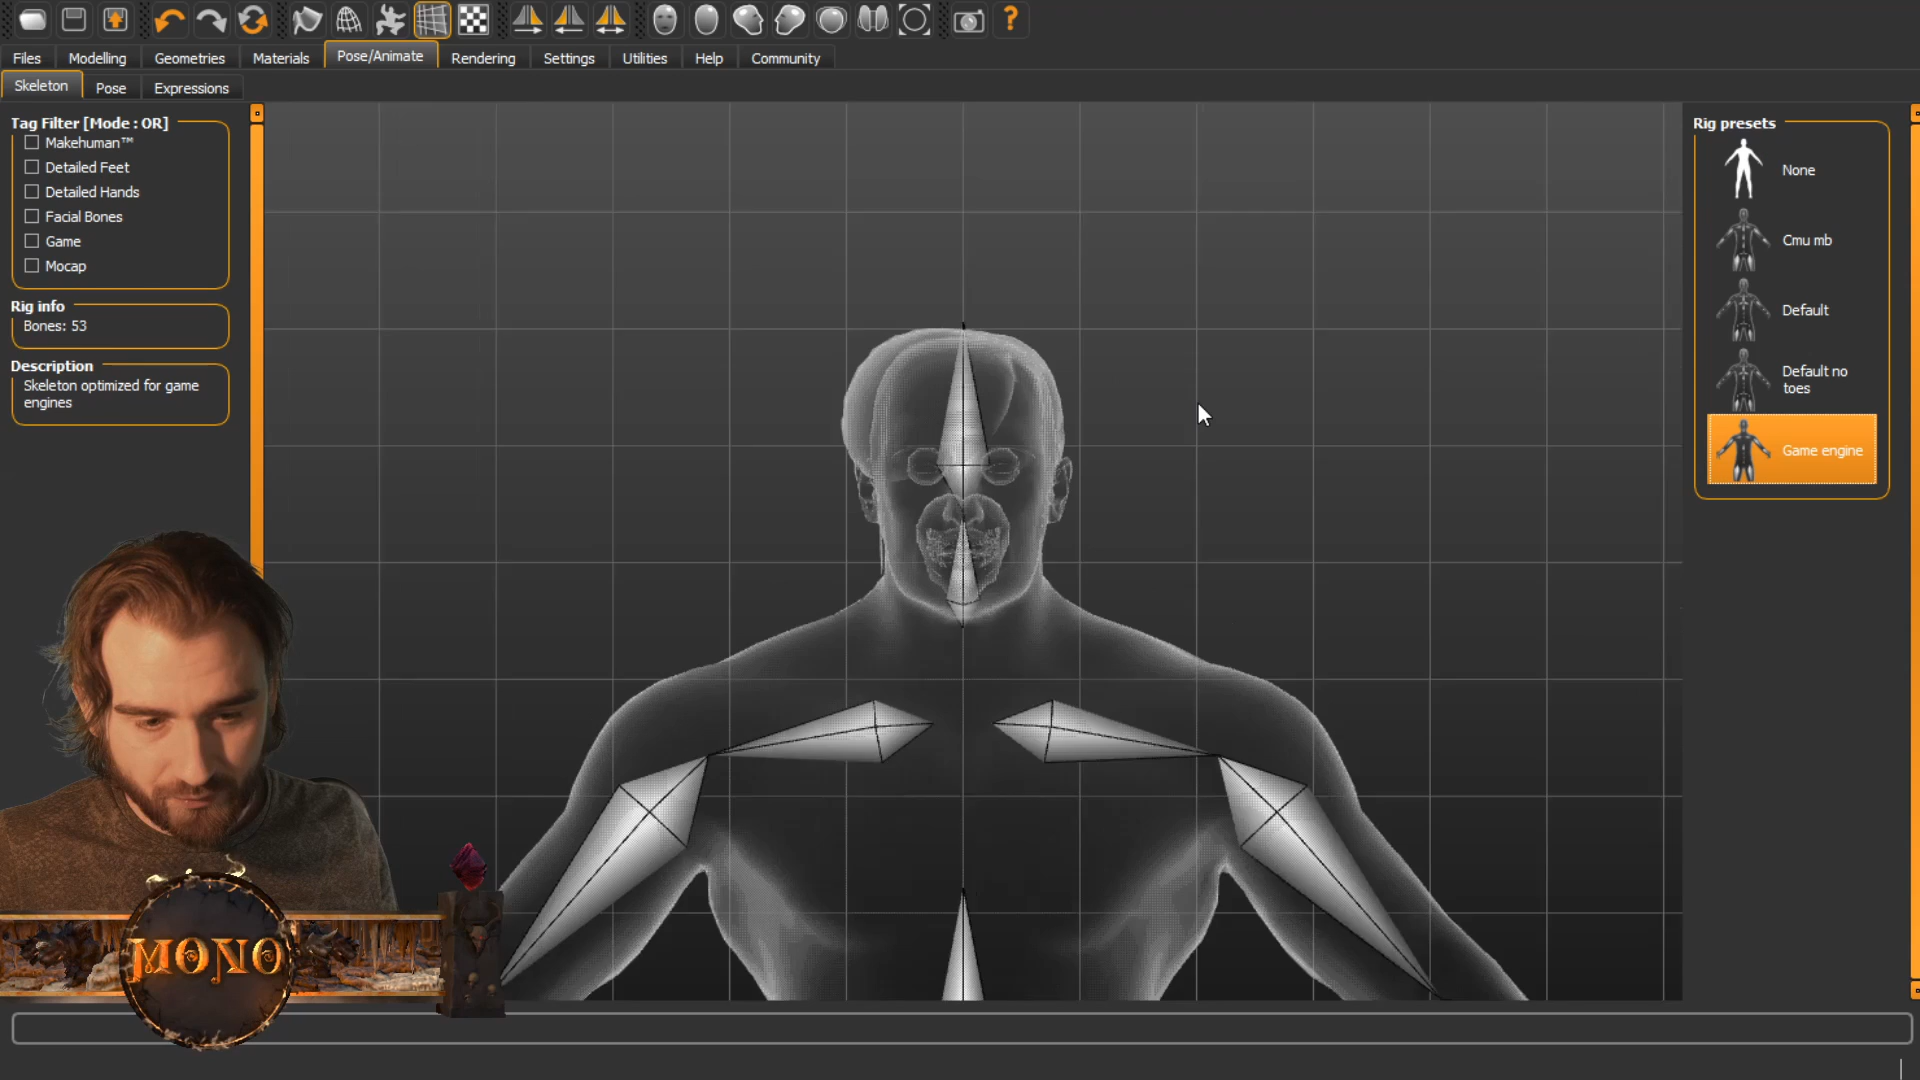 Files Modelling Geometries Materials Pose/Animate Rendering Settings Utilities Help Community
Skeleton Pose Expressions
Tag Filter [Mode : OR]
Makehuman™
Detailed Feet
Detailed Hands
Facial Bones
Game
Mocap
Rig info
Bones: 53
Description
Skeleton optimized for game
engines
Rig presets
None
Cmu mb
Default
Default no
toes
Game engine
MONO